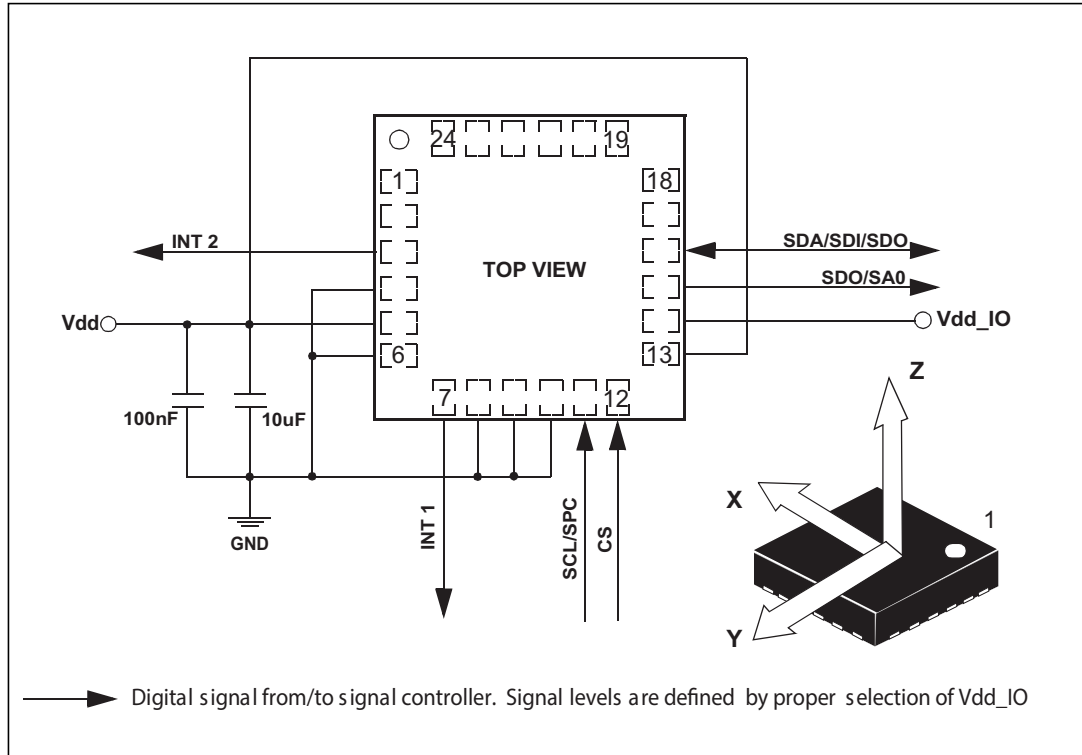 24
19
1
18
INT 2
SDA/SDI/SDO
TOP VIEW
SDO/SA0
Vdd
Vdd_IO
6
13
Z
7
12
100nF
10uF
X
1
INT 1
SCL/SPC
CS
GND
Y
Digital signal from/to signal controller. Signal levels are defined by proper selection of Vdd_IO